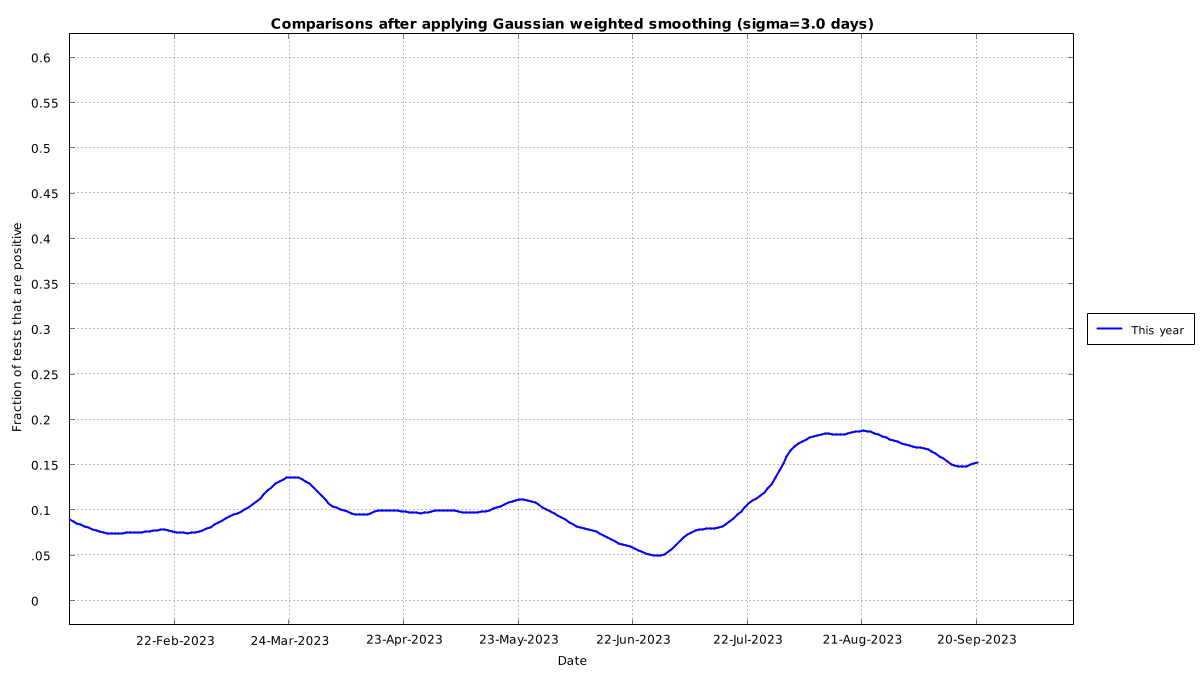 Comparisons after applying Gaussian weighted smoothing (sigma=3.0 days)
0.6
0.55
0.5
0.45
0.4
0.35
0.3
0.25
0.2
0.15
0.1
.05
0
Fraction of tests that are positive
This year
22-Feb-2023 24-Mar-2023 23-Apr-2023 23-May-2023 22-Jun-2023 22-Jul-2023 21-Aug-2023 20-Sep-2023
Date